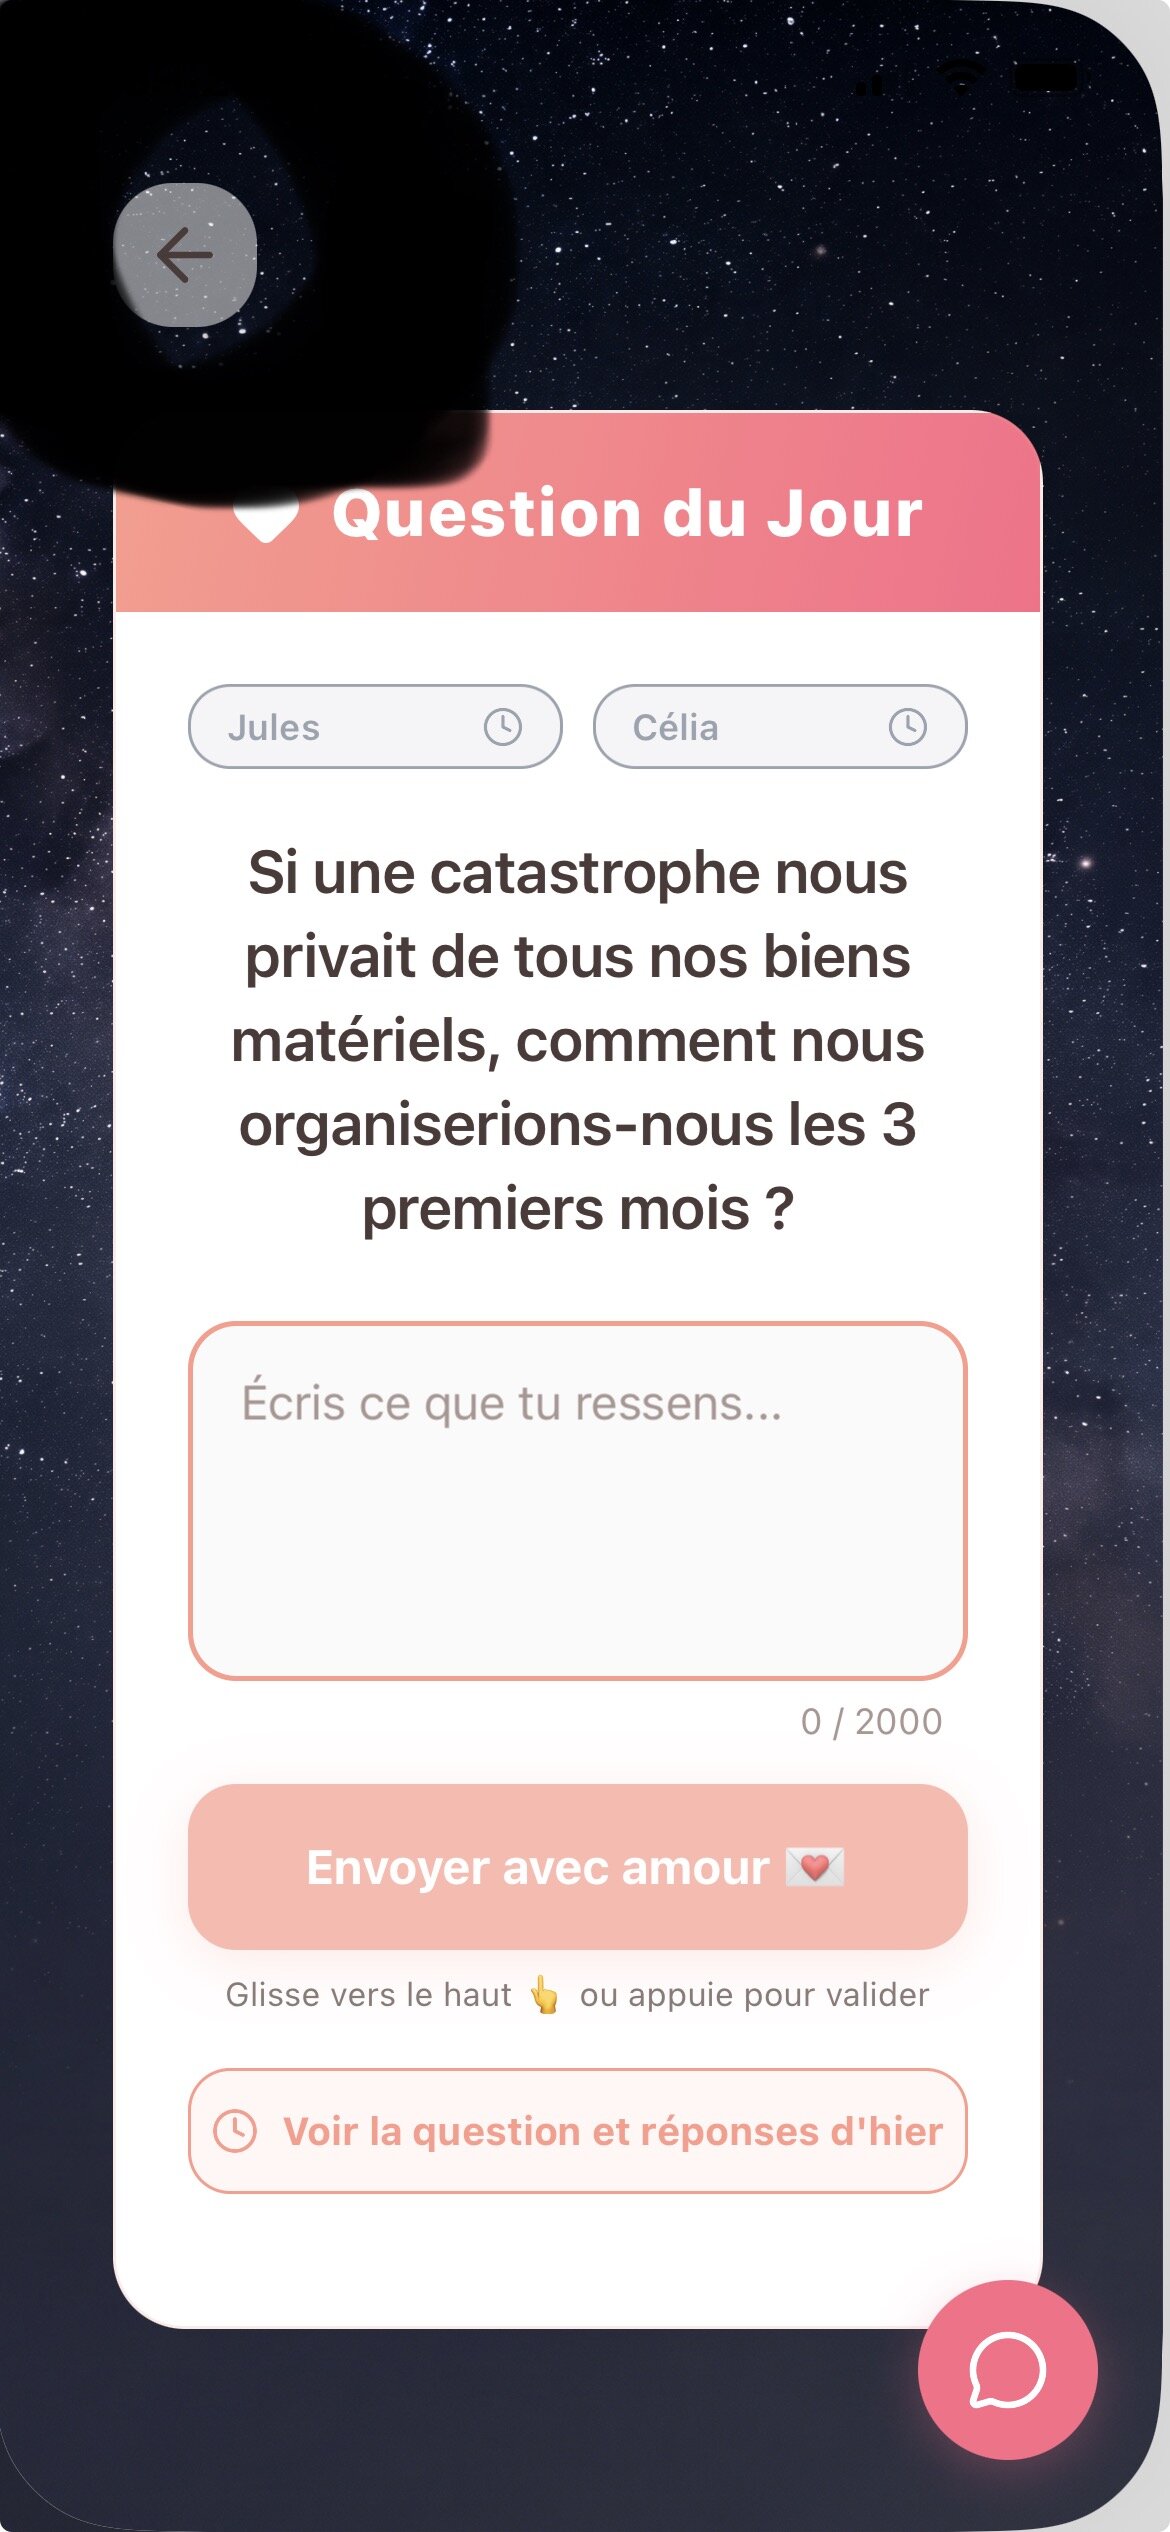 Question du Jour
Jules
Célia
Si une catastrophe nous
privait de tous nos biens
matériels, comment nous
organiserions-nous les 3
premiers mois ?
Écris ce que tu ressens...
0 / 2000
Envoyer avec amour 💌
Glisse vers le haut 👆 ou appuie pour valider
Voir la question et réponses d'hier